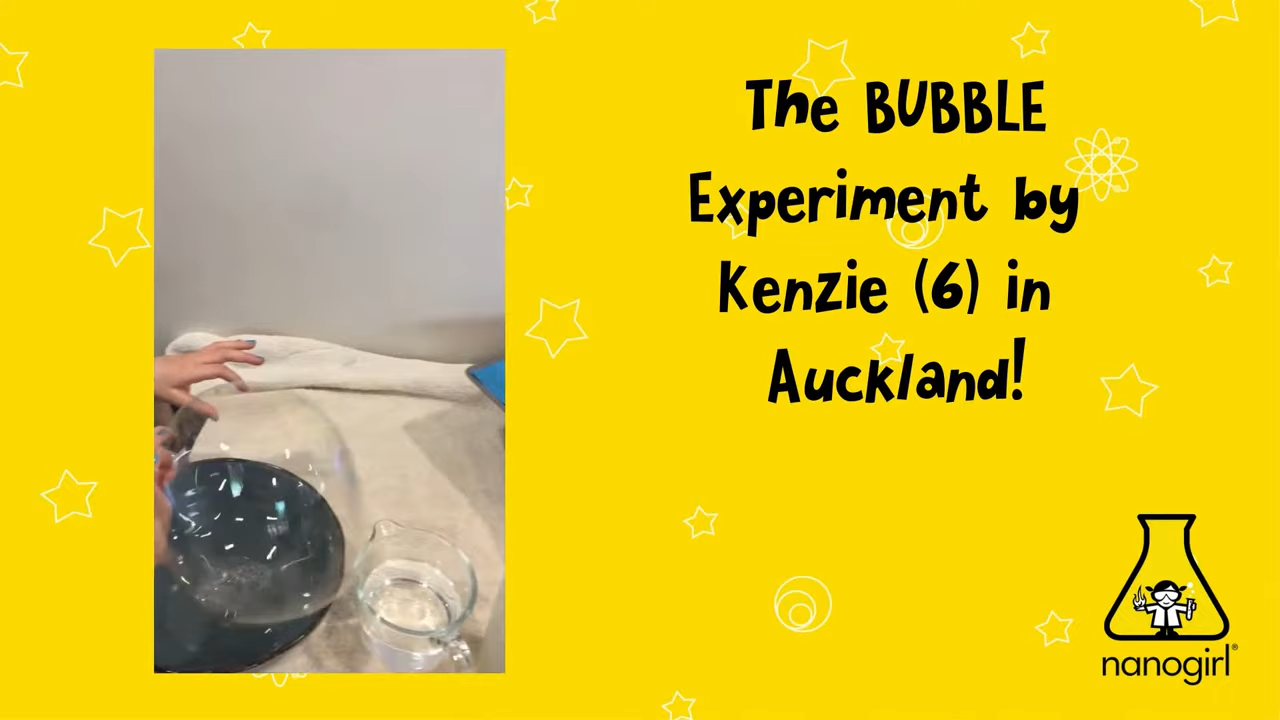 The BUBBLE
Experiment by
Kenzie (6) in
Auckland!
nanogirl®